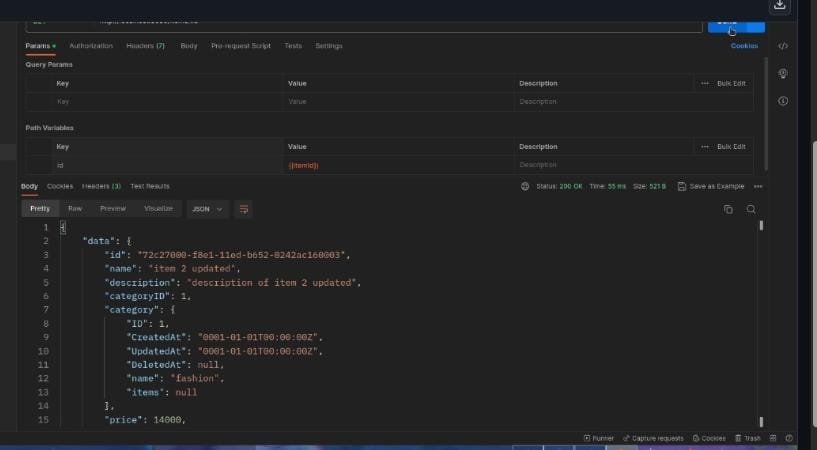 Params
Authorization
Headers (7)
Body
Pre-request Script
Tests
Settings
Cookies
Query Params
Key Value Description ••• Bulk Edit
Key Value Description
Path Variables
Key Value Description ••• Bulk Edit
id {{itemId}} Description
Body Cookies Headers (3) Test Results
Status: 200 OK Time: 55 ms Size: 521 B Save as Example •••
Pretty Raw Preview Visualize JSON
1 {
2 "data": {
3 "id": "72c27000-f8e1-11ed-b652-0242ac160003",
4 "name": "item 2 updated",
5 "description": "description of item 2 updated",
6 "categoryID": 1,
7 "category": {
8 "ID": 1,
9 "CreatedAt": "0001-01-01T00:00:00Z",
10 "UpdatedAt": "0001-01-01T00:00:00Z",
11 "DeletedAt": null,
12 "name": "fashion",
13 "items": null
14 },
15 "price": 14000,
Runner Capture requests Cookies Trash